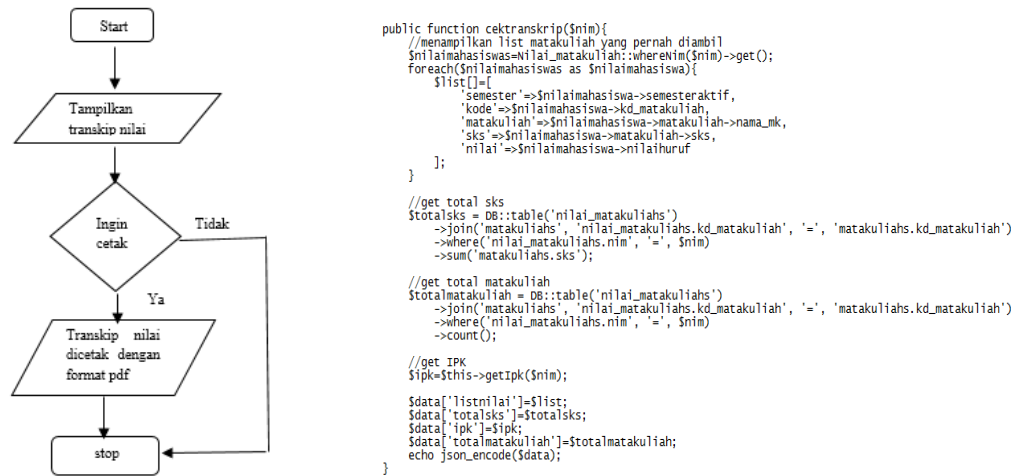 Start
Tampilkan
transkip nilai
Ingin
cetak
Tidak
Ya
Transkip nilai
dicetak dengan
format pdf
stop
public function cektranskrip($nim){
//menampilkan list matakuliah yang pernah diambil
$nilaimahasiswas=Nilai_matakuliah::whereNim($nim)->get();
foreach($nilaimahasiswas as $nilaimahasiswa){
$list[]=[
'semester'=>$nilaimahasiswa->semesteraktif,
'kode'=>$nilaimahasiswa->kd_matakuliah,
'matakuliah'=>$nilaimahasiswa->matakuliah->nama_mk,
'sks'=>$nilaimahasiswa->matakuliah->sks,
'nilai'=>$nilaimahasiswa->nilaihuruf
];
}
//get total sks
$totalsks = DB::table('nilai_matakuliahs')
->join('matakuliahs', 'nilai_matakuliahs.kd_matakuliah', '=', 'matakuliahs.kd_matakuliah')
->where('nilai_matakuliahs.nim', '=', $nim)
->sum('matakuliahs.sks');
//get total matakuliah
$totalmatakuliah = DB::table('nilai_matakuliahs')
->join('matakuliahs', 'nilai_matakuliahs.kd_matakuliah', '=', 'matakuliahs.kd_matakuliah')
->where('nilai_matakuliahs.nim', '=', $nim)
->count();
//get IPK
$ipk=$this->getIpk($nim);
$data['listnilai']=$list;
$data['totalsks']=$totalsks;
$data['ipk']=$ipk;
$data['totalmatakuliah']=$totalmatakuliah;
echo json_encode($data);
}